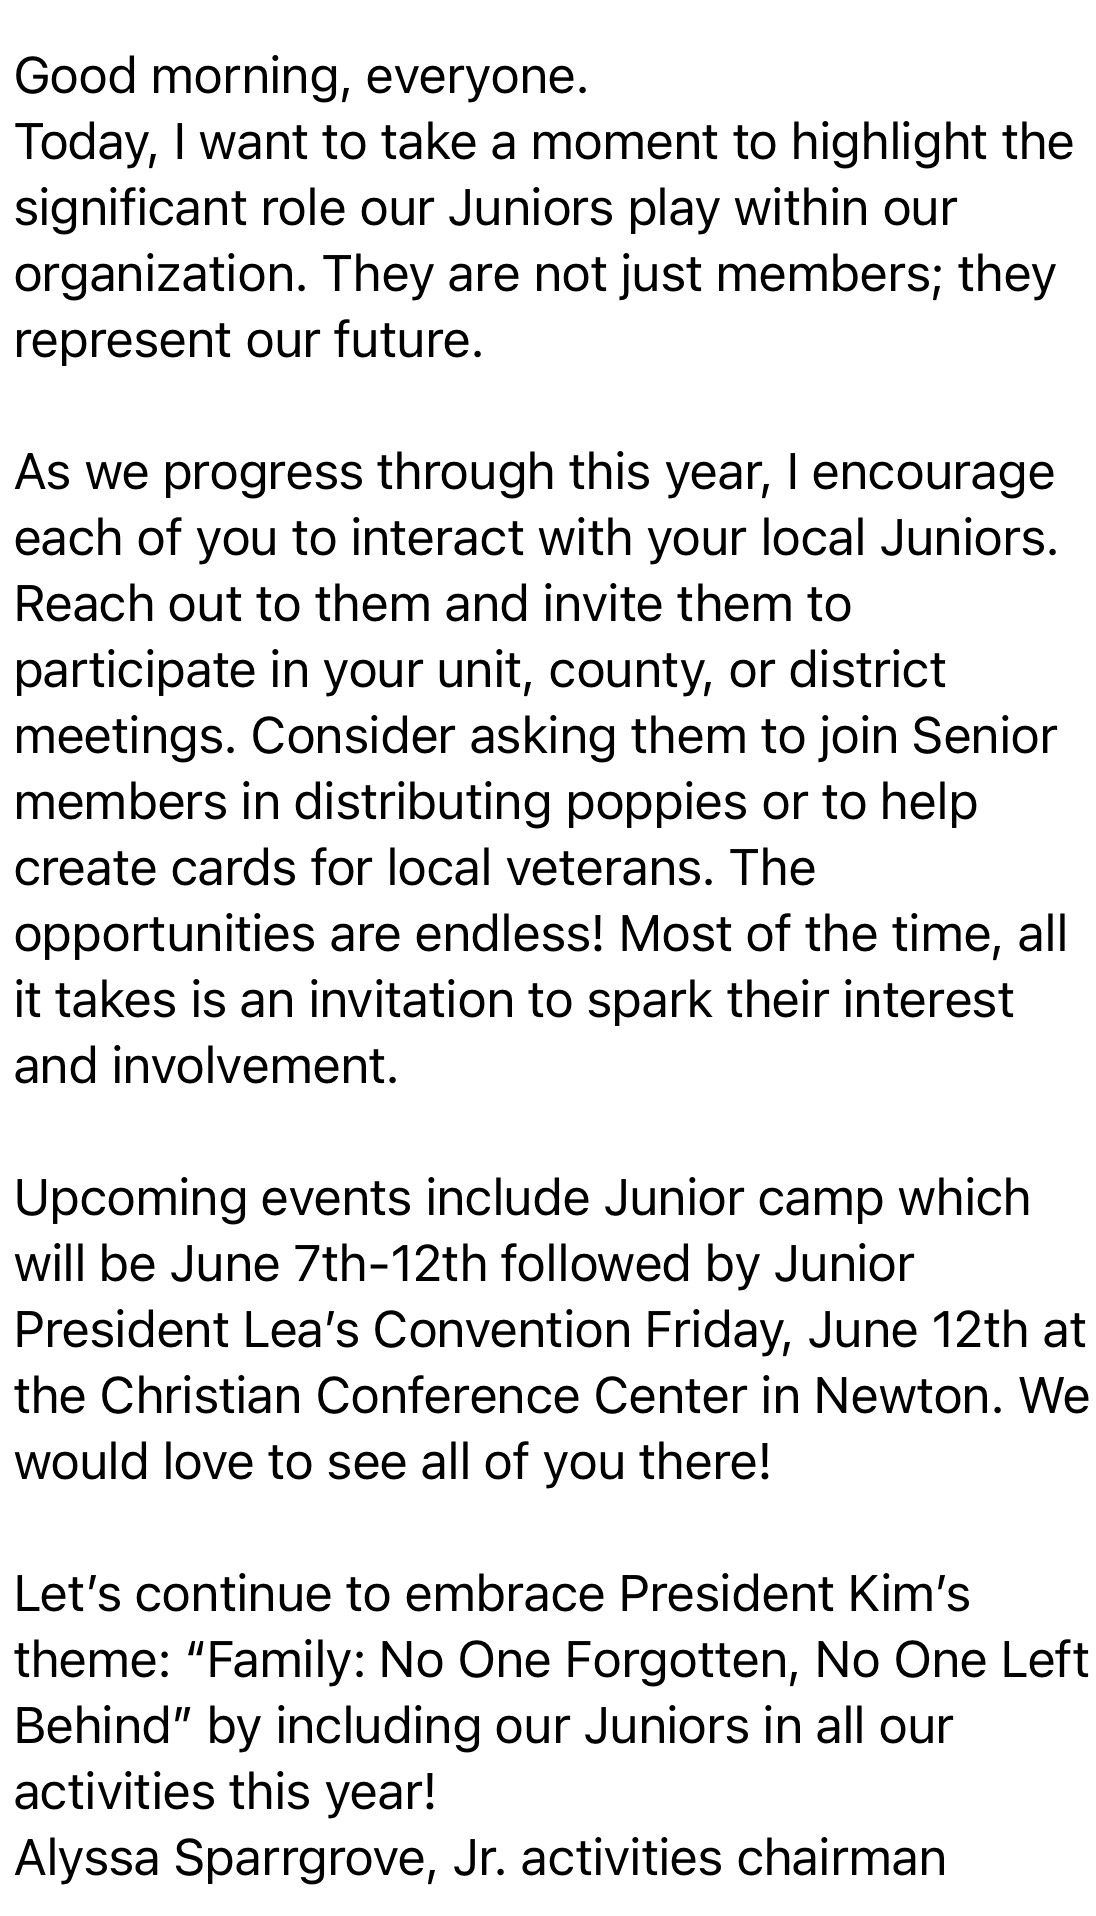 Good morning, everyone.
Today, I want to take a moment to highlight the
significant role our Juniors play within our
organization. They are not just members; they
represent our future.
As we progress through this year, I encourage
each of you to interact with your local Juniors.
Reach out to them and invite them to
participate in your unit, county, or district
meetings. Consider asking them to join Senior
members in distributing poppies or to help
create cards for local veterans. The
opportunities are endless! Most of the time, all
it takes is an invitation to spark their interest
and involvement.
Upcoming events include Junior camp which
will be June 7th-12th followed by Junior
President Lea’s Convention Friday, June 12th at
the Christian Conference Center in Newton. We
would love to see all of you there!
Let’s continue to embrace President Kim’s
theme: “Family: No One Forgotten, No One Left
Behind” by including our Juniors in all our
activities this year!
Alyssa Sparrgrove, Jr. activities chairman